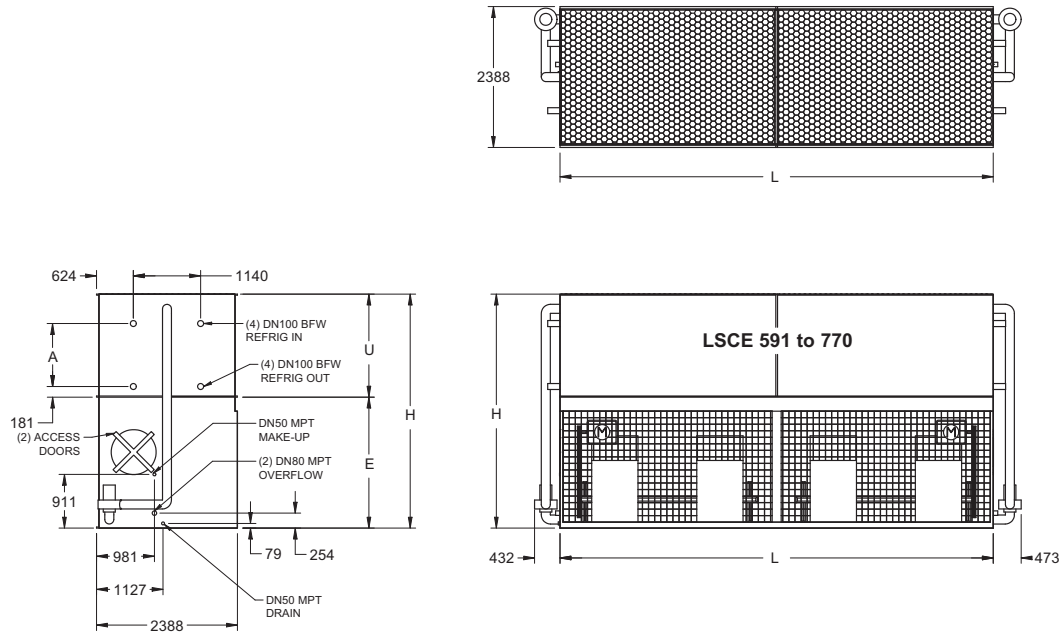 2388
L
624
1140
(4) DN100 BFW
REFRIG IN
A
U
(4) DN100 BFW
REFRIG OUT
H
181
(2) ACCESS
DOORS
DN50 MPT
MAKE-UP
(2) DN80 MPT
OVERFLOW
E
911
981
79
254
1127
DN50 MPT
DRAIN
2388
LSCE 591 to 770
H
M
M
432
L
473